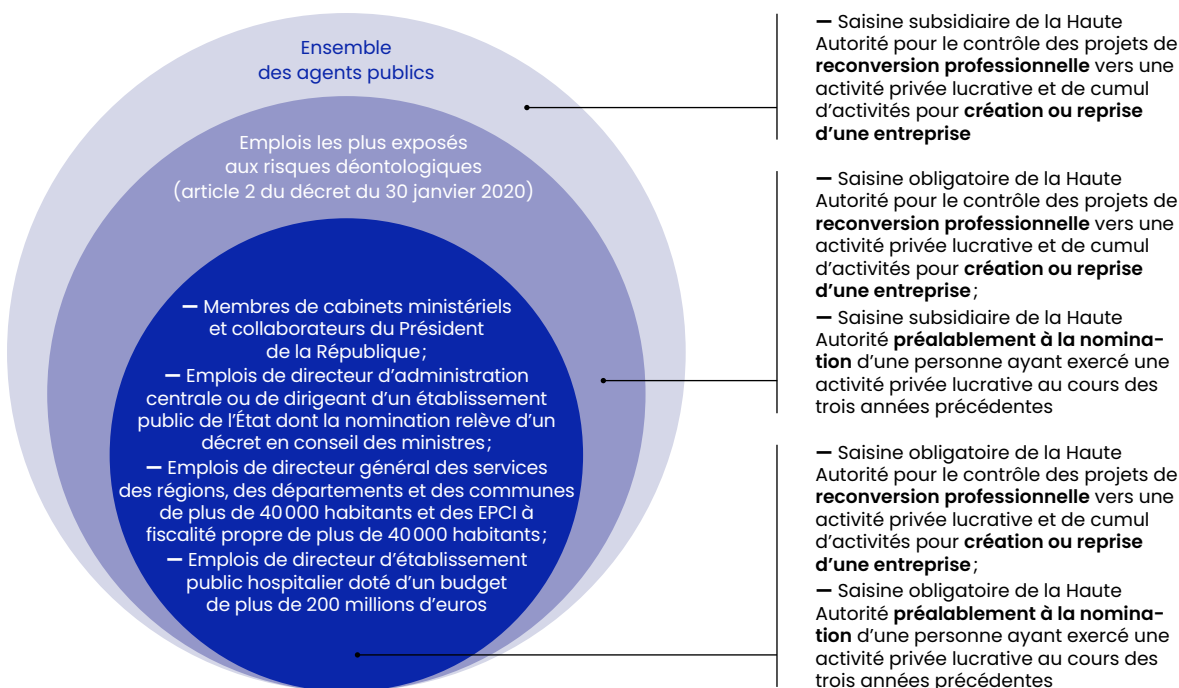 Ensemble
des agents publics
Emplois les plus exposés
aux risques déontologiques
(article 2 du décret du 30 janvier 2020)
— Membres de cabinets ministériels
et collaborateurs du Président
de la République ;
— Emplois de directeur d’administration
centrale ou de dirigeant d’un établissement
public de l’État dont la nomination relève d’un
décret en conseil des ministres ;
— Emplois de directeur général des services
des régions, des départements et des communes
de plus de 40 000 habitants et des EPCI à
fiscalité propre de plus de 40 000 habitants ;
— Emplois de directeur d’établissement
public hospitalier doté d’un budget
de plus de 200 millions d’euros
— Saisine subsidiaire de la Haute
Autorité pour le contrôle des projets de
reconversion professionnelle vers une
activité privée lucrative et de cumul
d’activités pour création ou reprise
d’une entreprise
— Saisine obligatoire de la Haute
Autorité pour le contrôle des projets de
reconversion professionnelle vers une
activité privée lucrative et de cumul
d’activités pour création ou reprise
d’une entreprise ;
— Saisine subsidiaire de la Haute
Autorité préalablement à la nomina-
tion d’une personne ayant exercé une
activité privée lucrative au cours des
trois années précédentes
— Saisine obligatoire de la Haute
Autorité pour le contrôle des projets de
reconversion professionnelle vers une
activité privée lucrative et de cumul
d’activités pour création ou reprise
d’une entreprise ;
— Saisine obligatoire de la Haute
Autorité préalablement à la nomina-
tion d’une personne ayant exercé une
activité privée lucrative au cours des
trois années précédentes